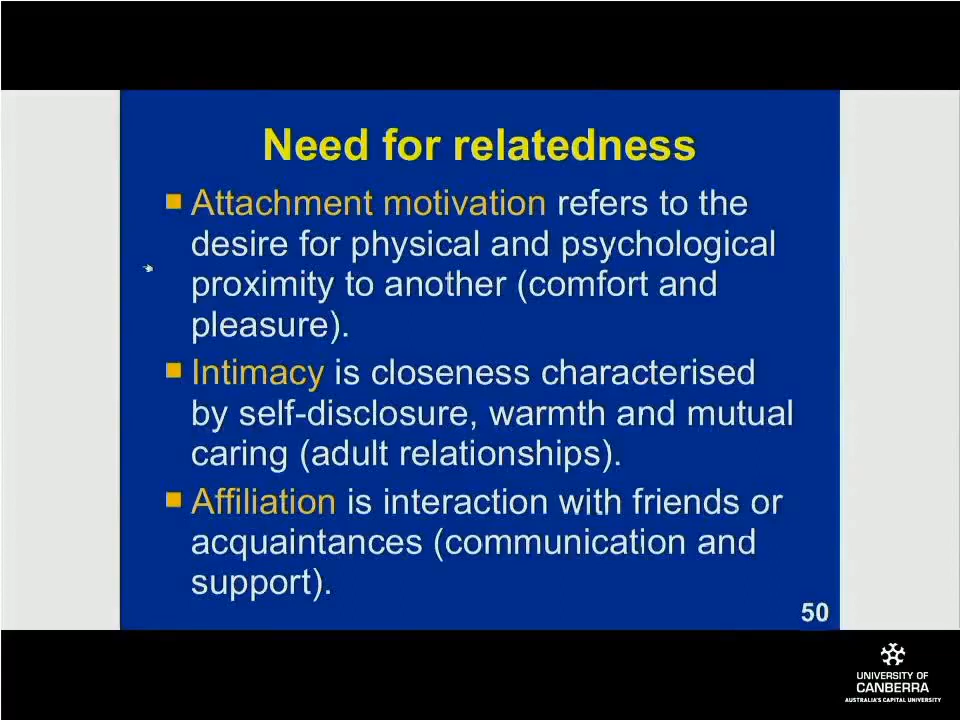 Need for relatedness
Attachment motivation refers to the
desire for physical and psychological
proximity to another (comfort and
pleasure).
Intimacy is closeness characterised
by self-disclosure, warmth and mutual
caring (adult relationships).
Affiliation is interaction with friends or
acquaintances (communication and
support).
50
UNIVERSITY OF
CANBERRA
AUSTRALIA'S CAPITAL UNIVERSITY